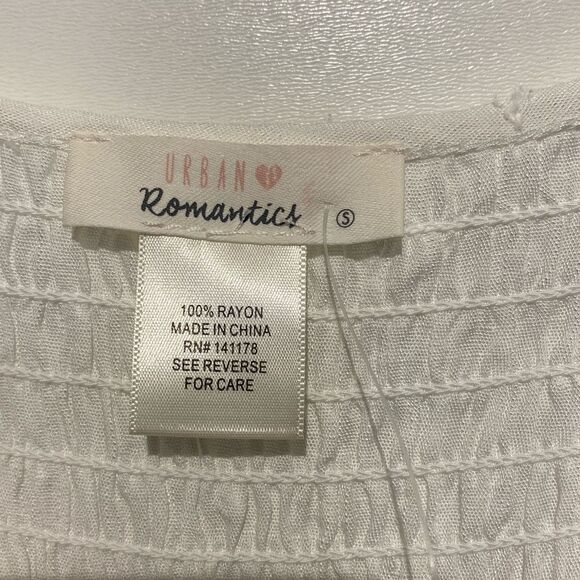 URBAN
Romantics
S
100% RAYON
MADE IN CHINA
RN# 141178
SEE REVERSE
FOR CARE